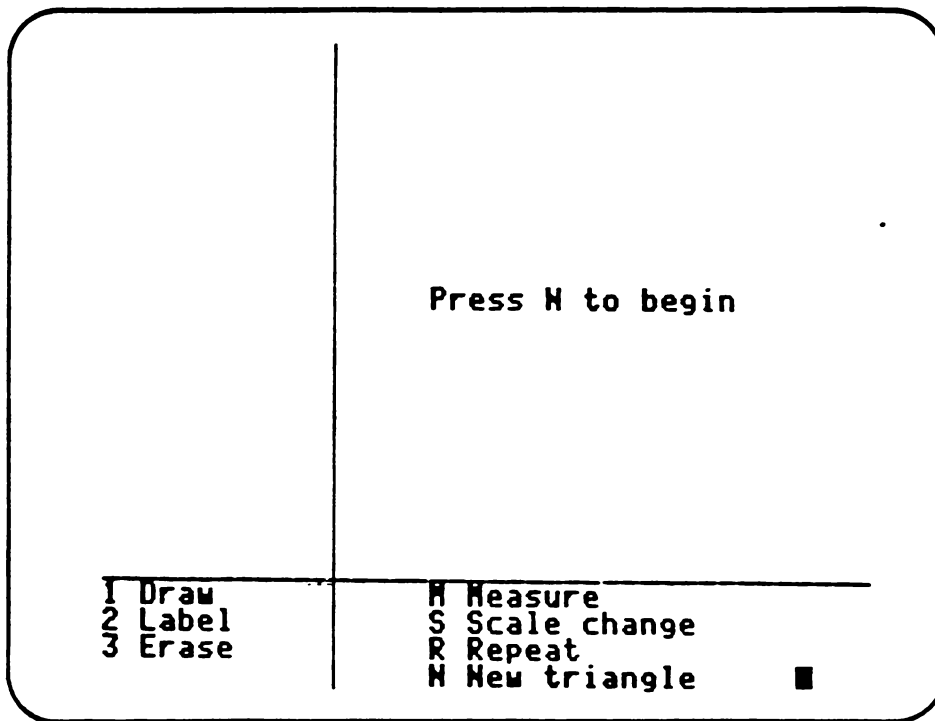 Press N to begin
1 Draw
2 Label
3 Erase
M Measure
S Scale change
R Repeat
N New triangle